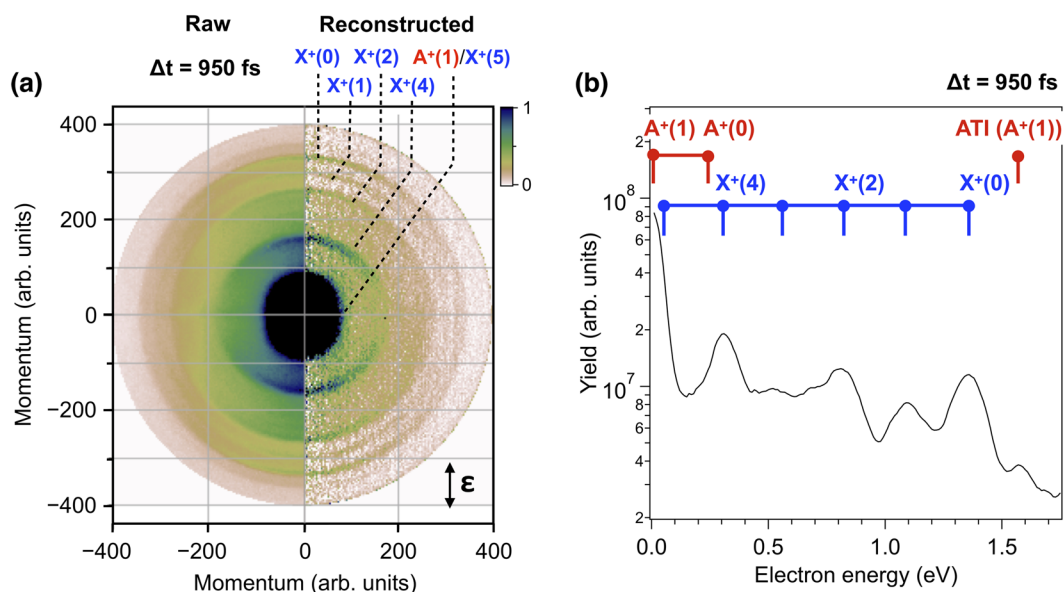 Raw
Reconstructed
Δt = 950 fs
X⁺(0) X⁺(2) A⁺(1)/X⁺(5)
X⁺(1) X⁺(4)
(a)
400
200
0
−200
−400
Momentum (arb. units)
1
0
ε
−400 −200 0 200 400
Momentum (arb. units)
(b)
Δt = 950 fs
A⁺(1) A⁺(0) ATI (A⁺(1))
X⁺(4) X⁺(2) X⁺(0)
2
10⁸
8
6
4
2
10⁷
8
6
4
2
Yield (arb. units)
0.0 0.5 1.0 1.5
Electron energy (eV)